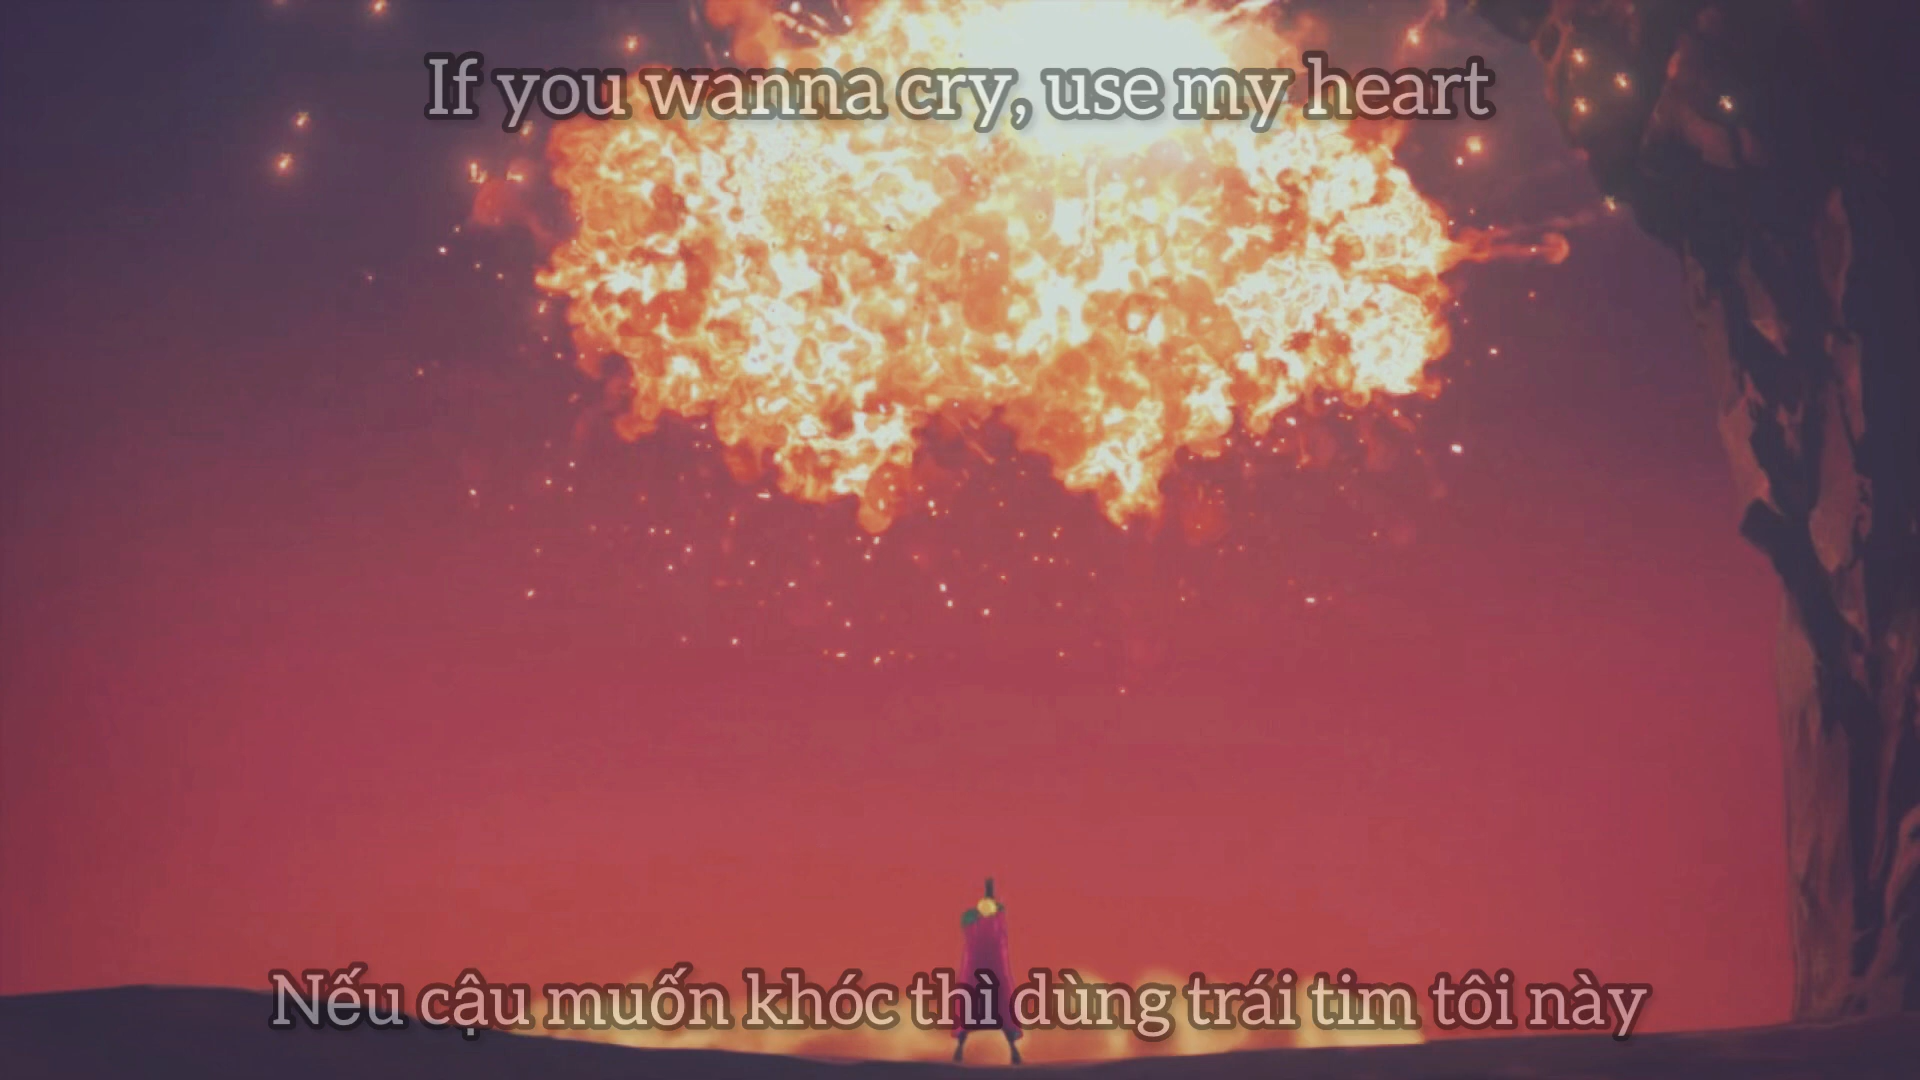 If you wanna cry, use my heart
Nếu cậu muốn khóc thì dùng trái tim tôi này